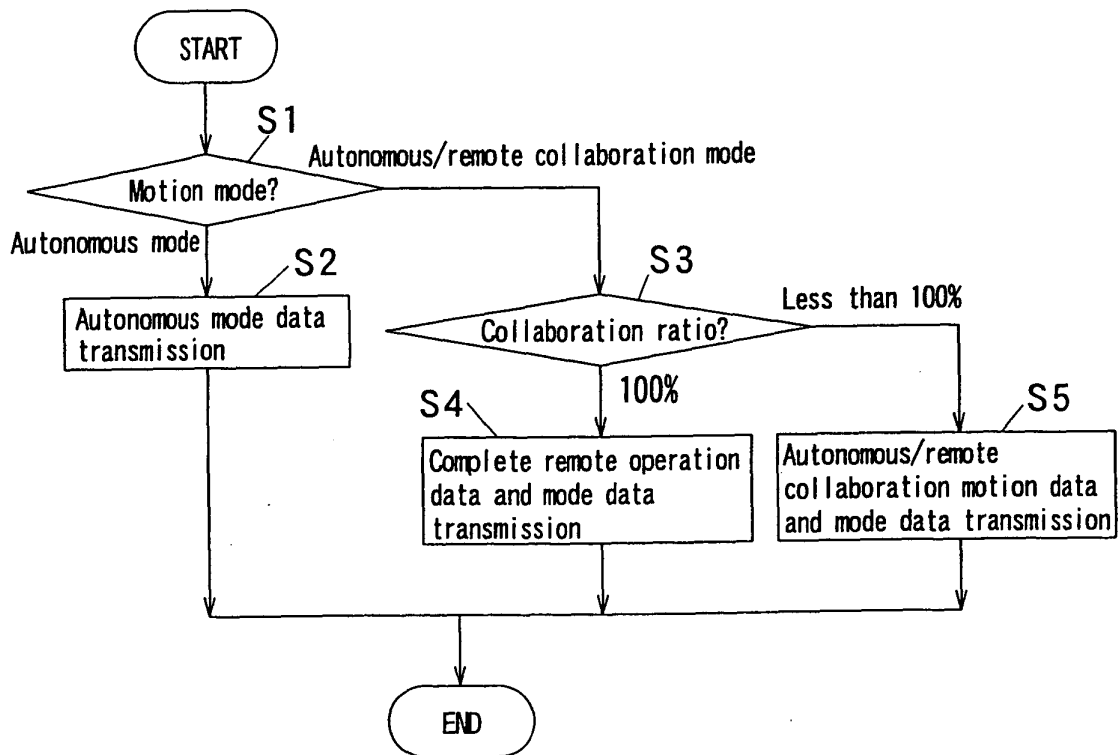 START
S1
Autonomous/remote collaboration mode
Motion mode?
Autonomous mode
S2
S3
Autonomous mode data
transmission
Less than 100%
Collaboration ratio?
100%
S4
S5
Complete remote operation
data and mode data
transmission
Autonomous/remote
collaboration motion data
and mode data transmission
END